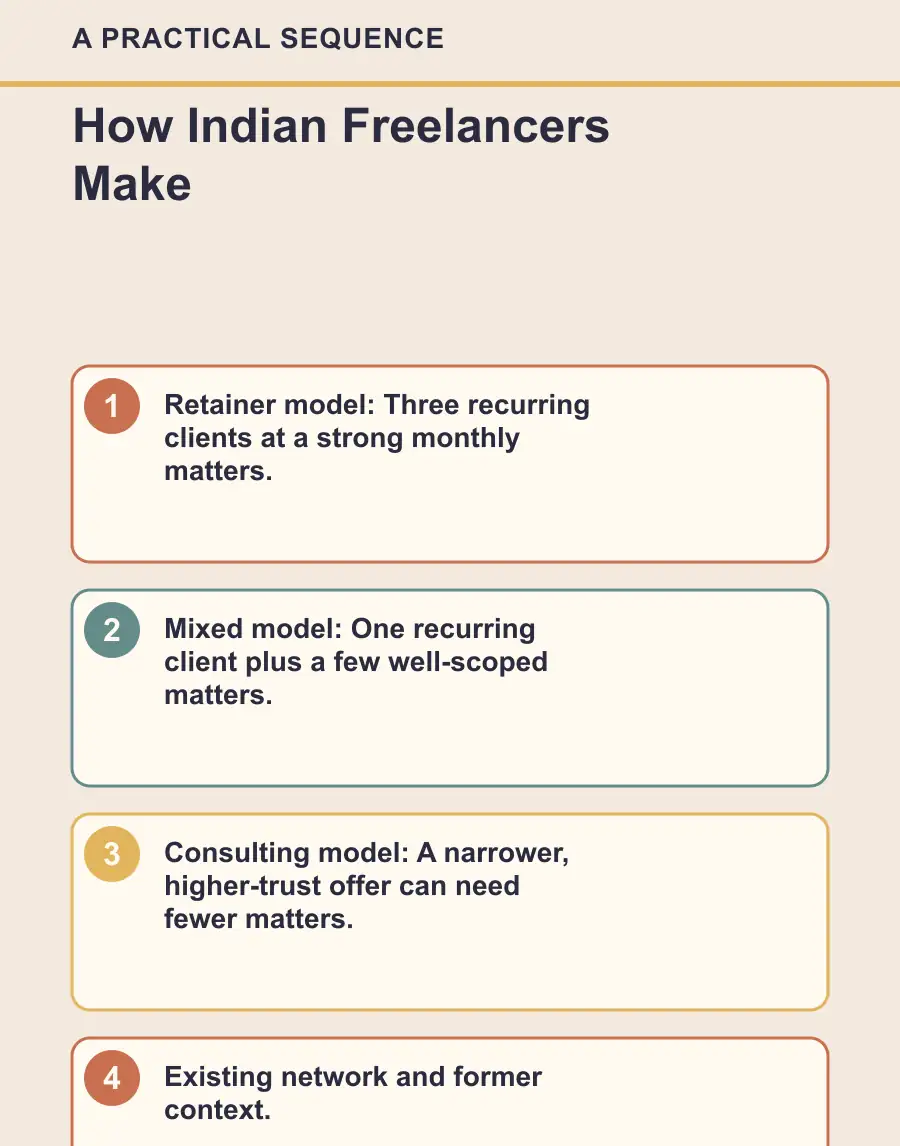 A PRACTICAL SEQUENCE
How Indian Freelancers
Make
1
Retainer model: Three recurring
clients at a strong monthly
matters.
2
Mixed model: One recurring
client plus a few well-scoped
matters.
3
Consulting model: A narrower,
higher-trust offer can need
fewer matters.
4
Existing network and former
context.